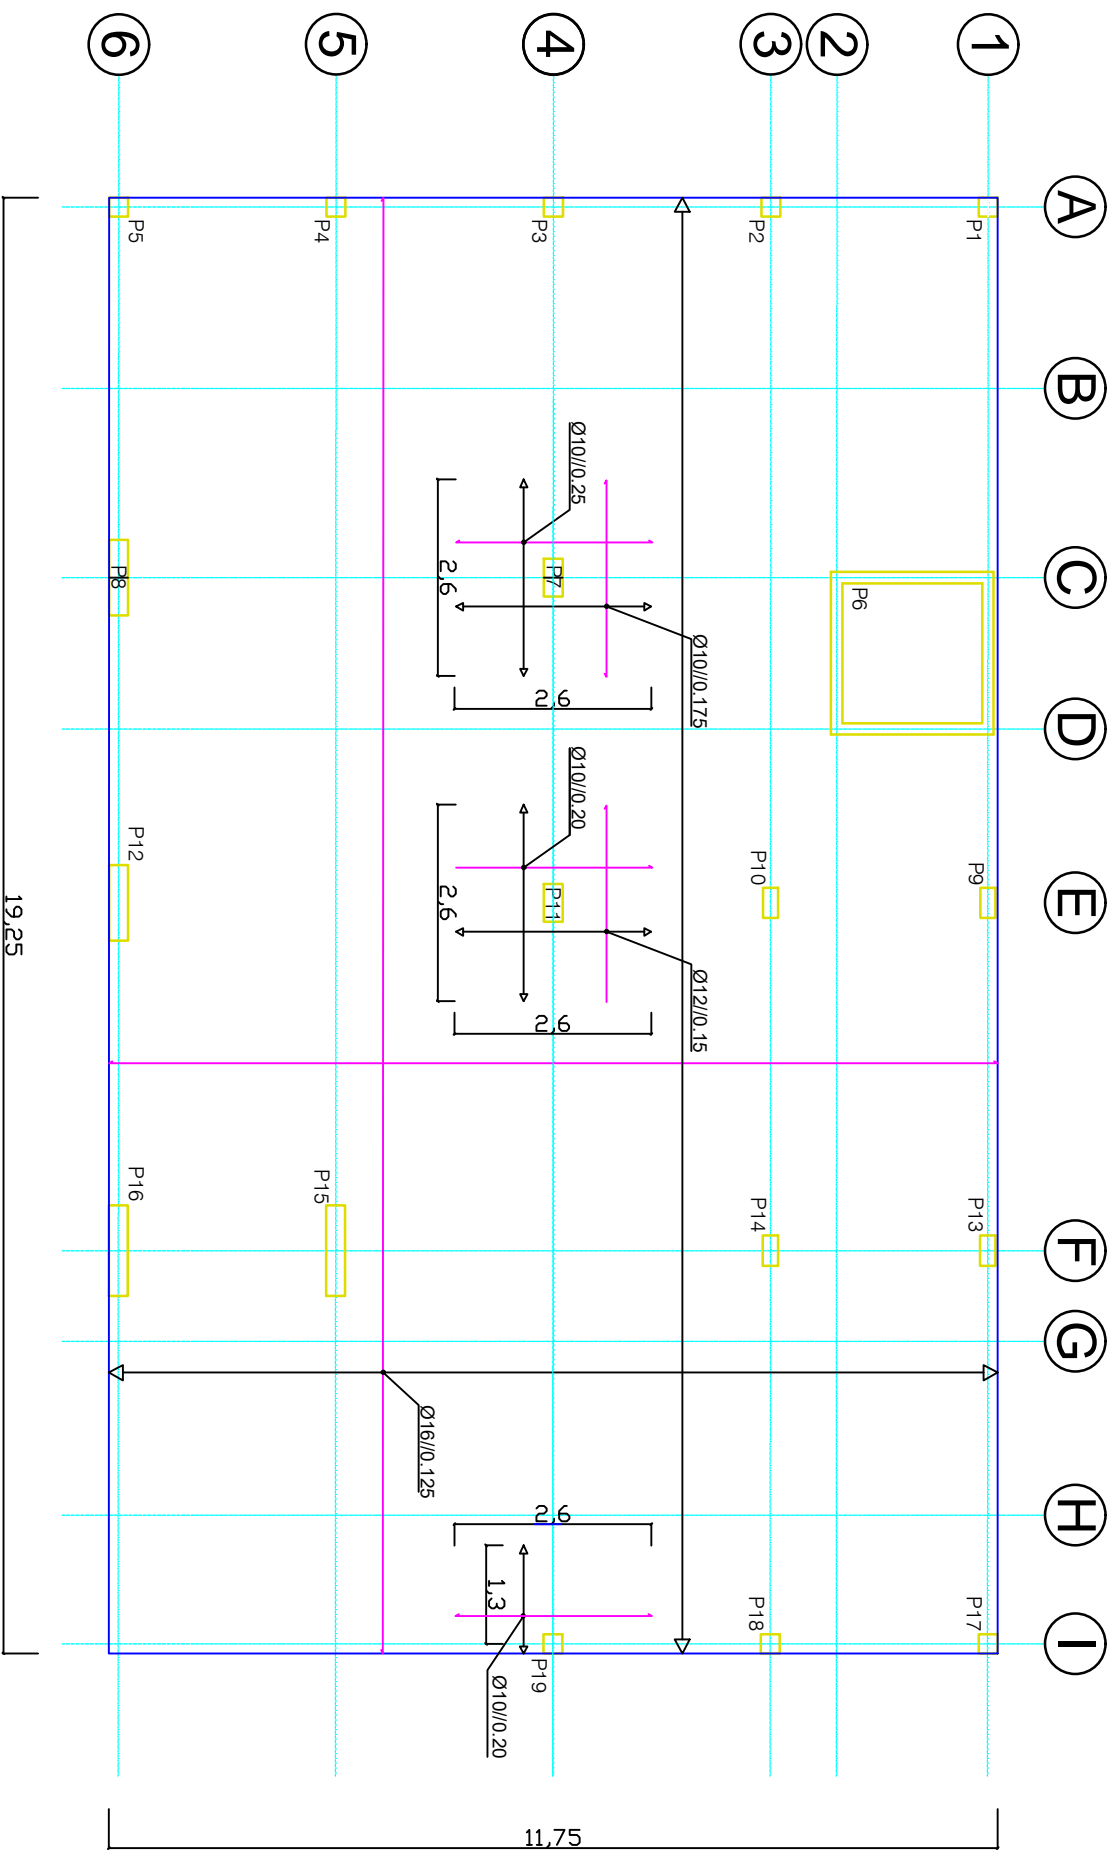 6
5
4
3
2
1
A
P5
P4
P3
P2
P1
B
Ø10//0.25
C
P8
2,6
P7
P6
Ø10//0.175
2,6
D
Ø10//0.20
P12
2,6
P11
P10
P9
E
19,25
Ø12//0.15
2,6
P16
P15
P14
P13
F
G
Ø16//0.125
H
2,6
1,3
P18
P17
I
P19
Ø10//0.20
11,75